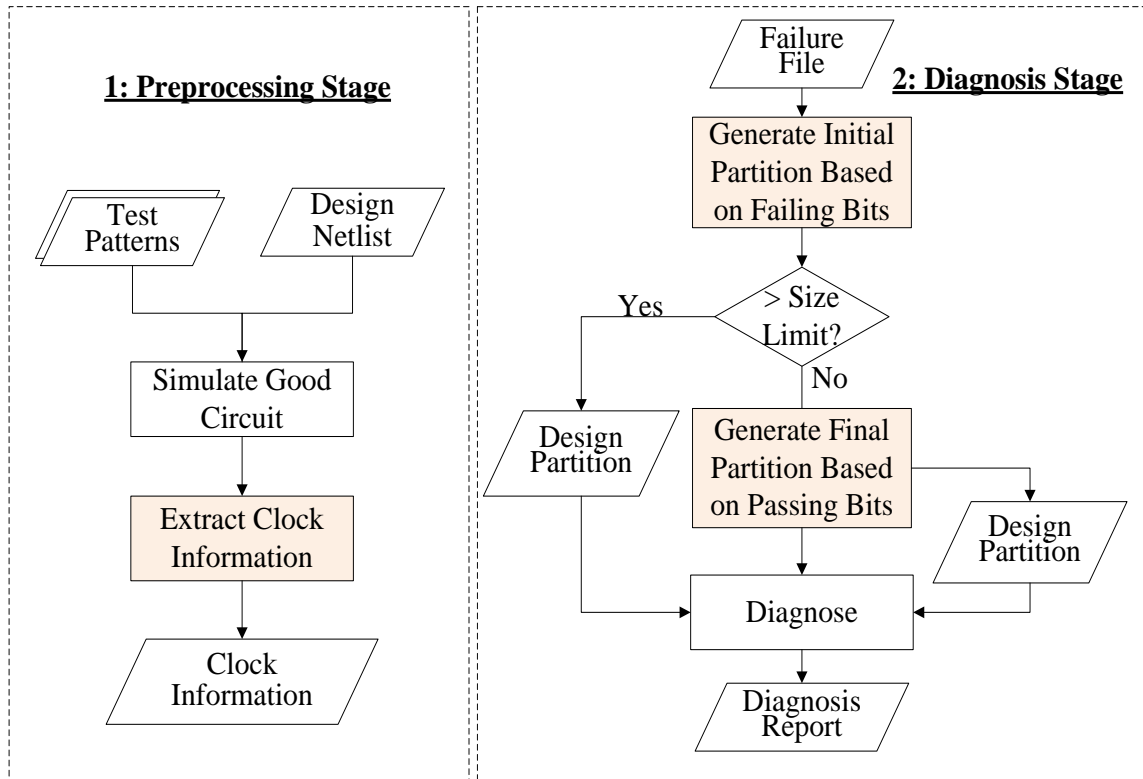 1: Preprocessing Stage
Test
Patterns
Design
Netlist
Simulate Good
Circuit
Extract Clock
Information
Clock
Information
2: Diagnosis Stage
Failure
File
Generate Initial
Partition Based
on Failing Bits
> Size
Limit?
Yes
No
Design
Partition
Generate Final
Partition Based
on Passing Bits
Design
Partition
Diagnose
Diagnosis
Report